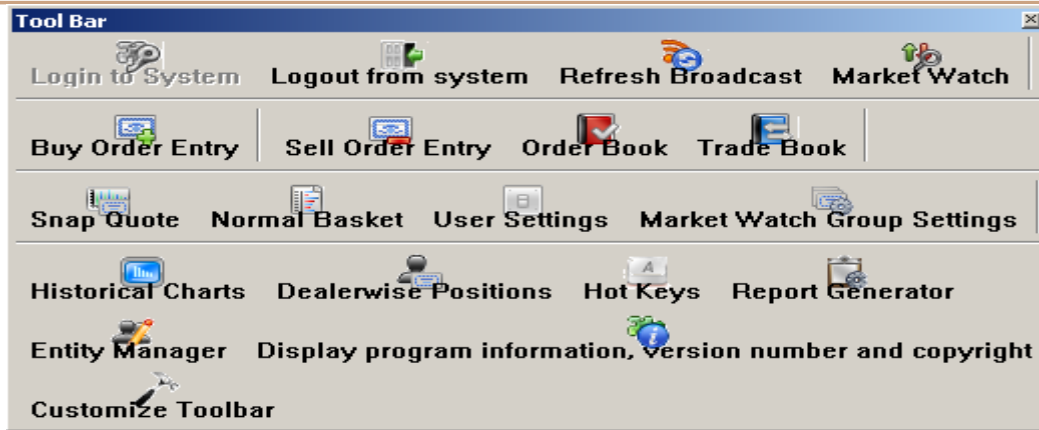 Tool Bar
Login to System Logout from system Refresh Broadcast Market Watch
Buy Order Entry Sell Order Entry Order Book Trade Book
Snap Quote Normal Basket User Settings Market Watch Group Settings
Historical Charts Dealerwise Positions Hot Keys Report Generator
Entity Manager Display program information, version number and copyright
Customize Toolbar